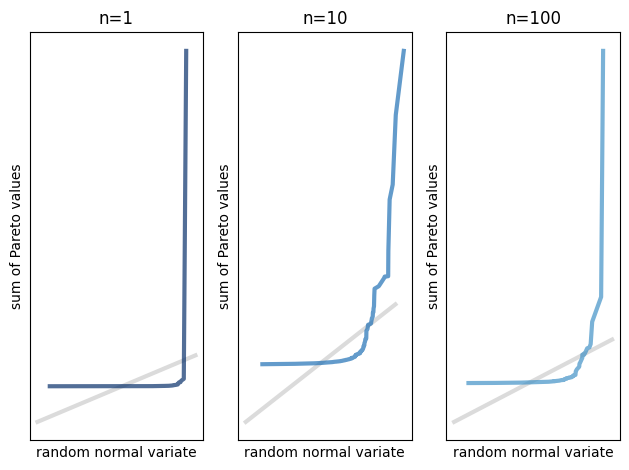 n=1
n=10
n=100
sum of Pareto values
sum of Pareto values
sum of Pareto values
random normal variate
random normal variate
random normal variate